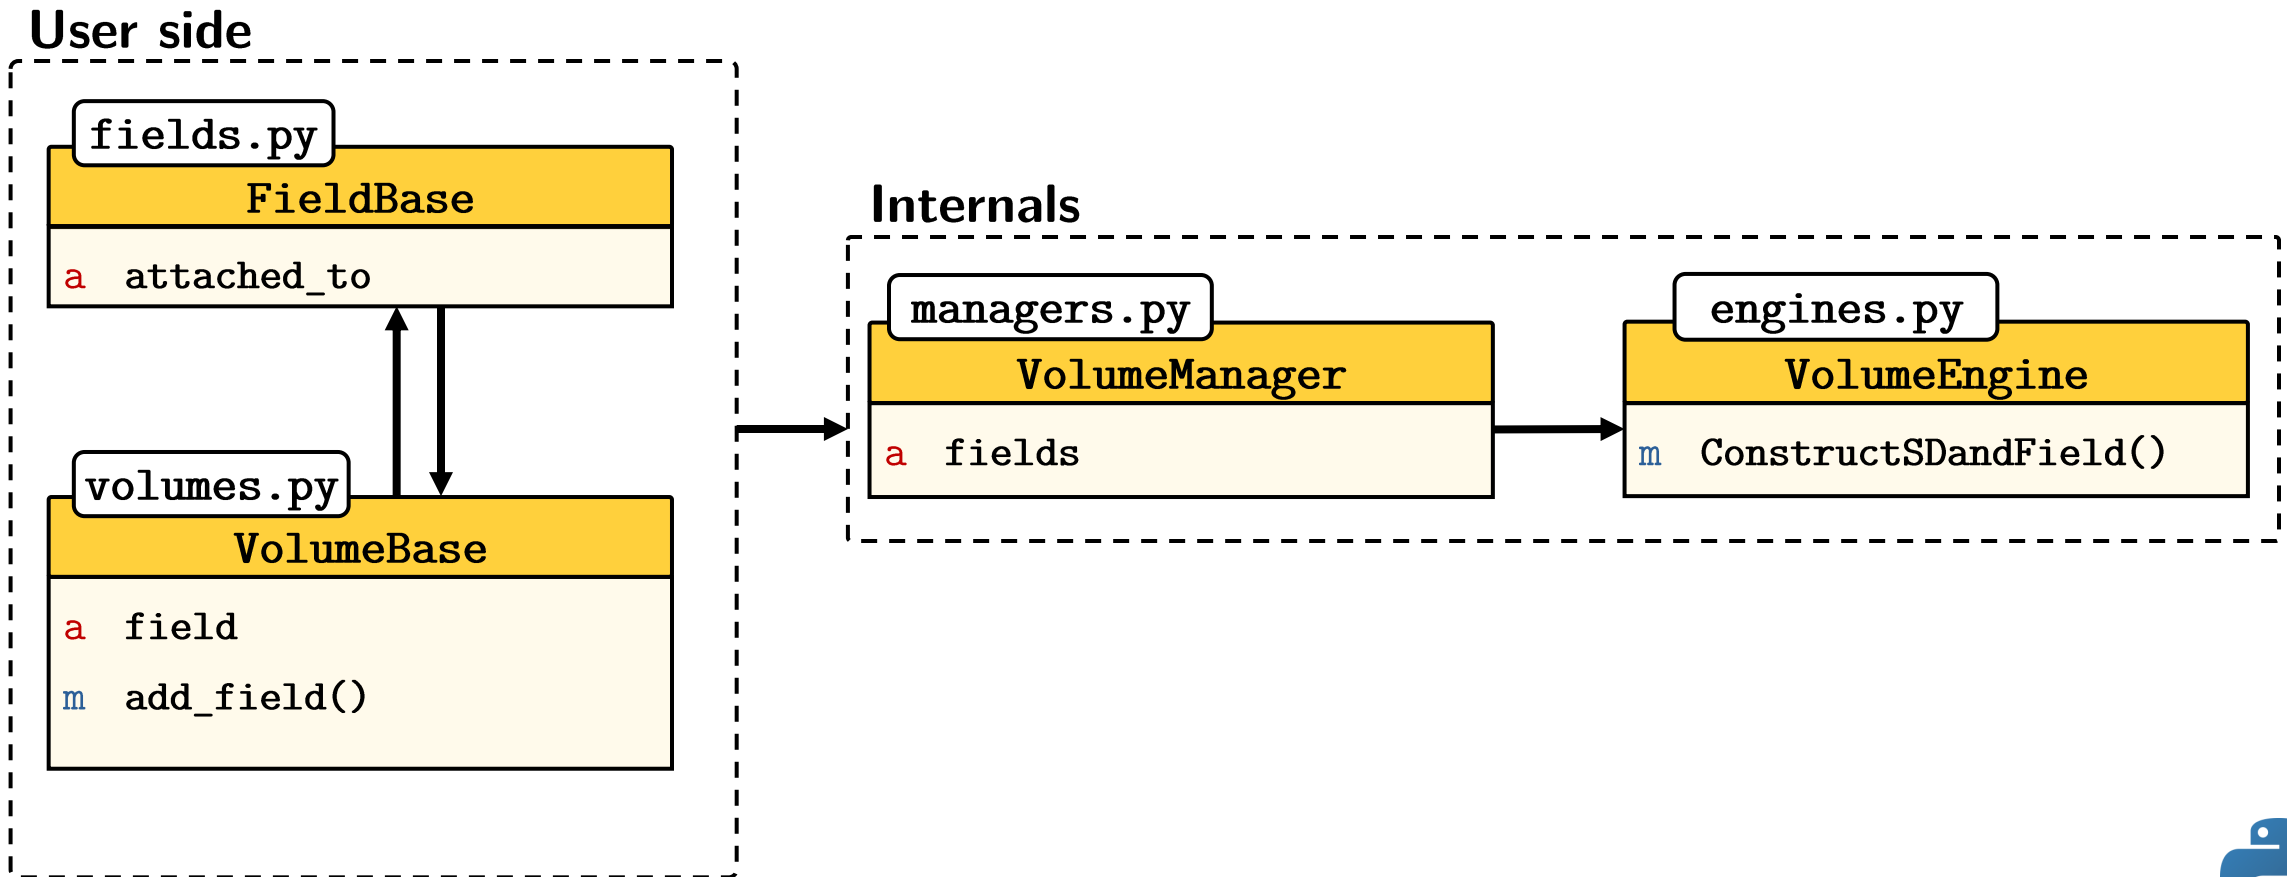 User side
fields.py
FieldBase
a attached_to
volumes.py
VolumeBase
a field
m add_field()
Internals
managers.py
VolumeManager
a fields
engines.py
VolumeEngine
m ConstructSDandField()